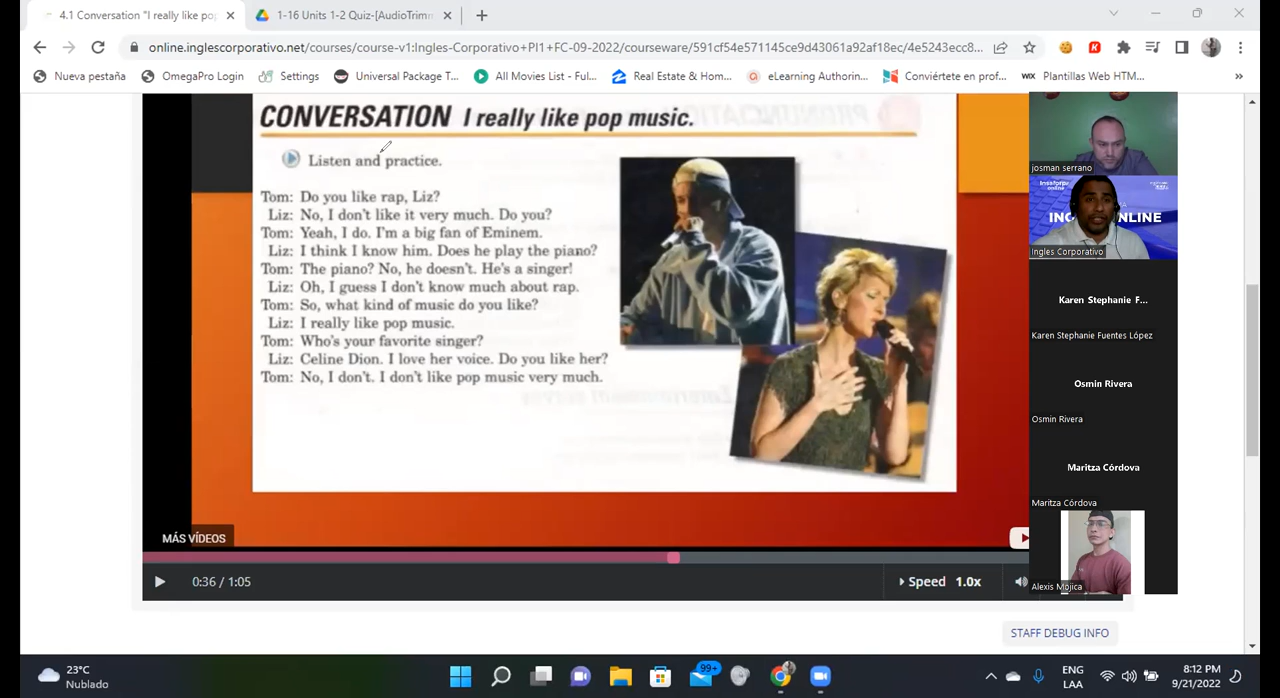 4.1 Conversation "I really like pop
1-16 Units 1-2 Quiz-[AudioTrimm
online.inglescorporativo.net/courses/course-v1:Ingles-Corporativo+PI1+FC-09-2022/courseware/591cf54e571145ce9d43061a92af18ec/4e5243ecc8...
Nueva pestaña
OmegaPro Login
Settings
Universal Package T...
All Movies List - Ful...
Real Estate & Hom...
eLearning Authorin...
Conviértete en prof...
WIX Plantillas Web HTM...
»
CONVERSATION I really like pop music.
Listen and practice.
Tom: Do you like rap, Liz?
Liz: No, I don't like it very much. Do you?
Tom: Yeah, I do. I'm a big fan of Eminem.
Liz: I think I know him. Does he play the piano?
Tom: The piano? No, he doesn't. He's a singer!
Liz: Oh, I guess I don't know much about rap.
Tom: So, what kind of music do you like?
Liz: I really like pop music.
Tom: Who's your favorite singer?
Liz: Celine Dion. I love her voice. Do you like her?
Tom: No, I don't. I don't like pop music very much.
MÁS VÍDEOS
0:36 / 1:05
Speed 1.0x
STAFF DEBUG INFO
josman serrano
INGLES ONLINE
Ingles Corporativo
Karen Stephanie F...
Karen Stephanie Fuentes López
Osmin Rivera
Osmin Rivera
Maritza Córdova
Maritza Córdova
Alexis Mojica
23°C
Nublado
99+
ENG
LAA
8:12 PM
9/21/2022